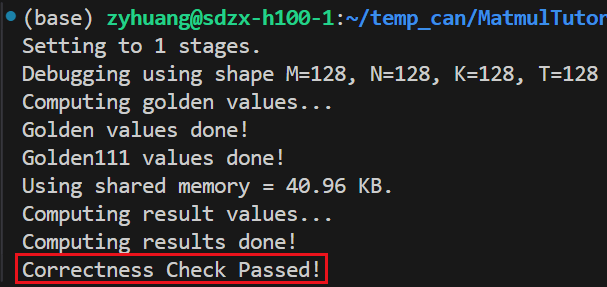 (base) zyhuang@sdzx-h100-1:~/temp_can/MatmulTutor
Setting to 1 stages.
Debugging using shape M=128, N=128, K=128, T=128
Computing golden values...
Golden values done!
Golden111 values done!
Using shared memory = 40.96 KB.
Computing result values...
Computing results done!
Correctness Check Passed!